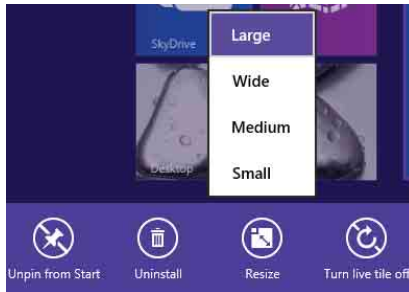 SkyDrive
Large
Wide
Medium
Desktop
Small
Unpin from Start
Uninstall
Resize
Turn live tile off